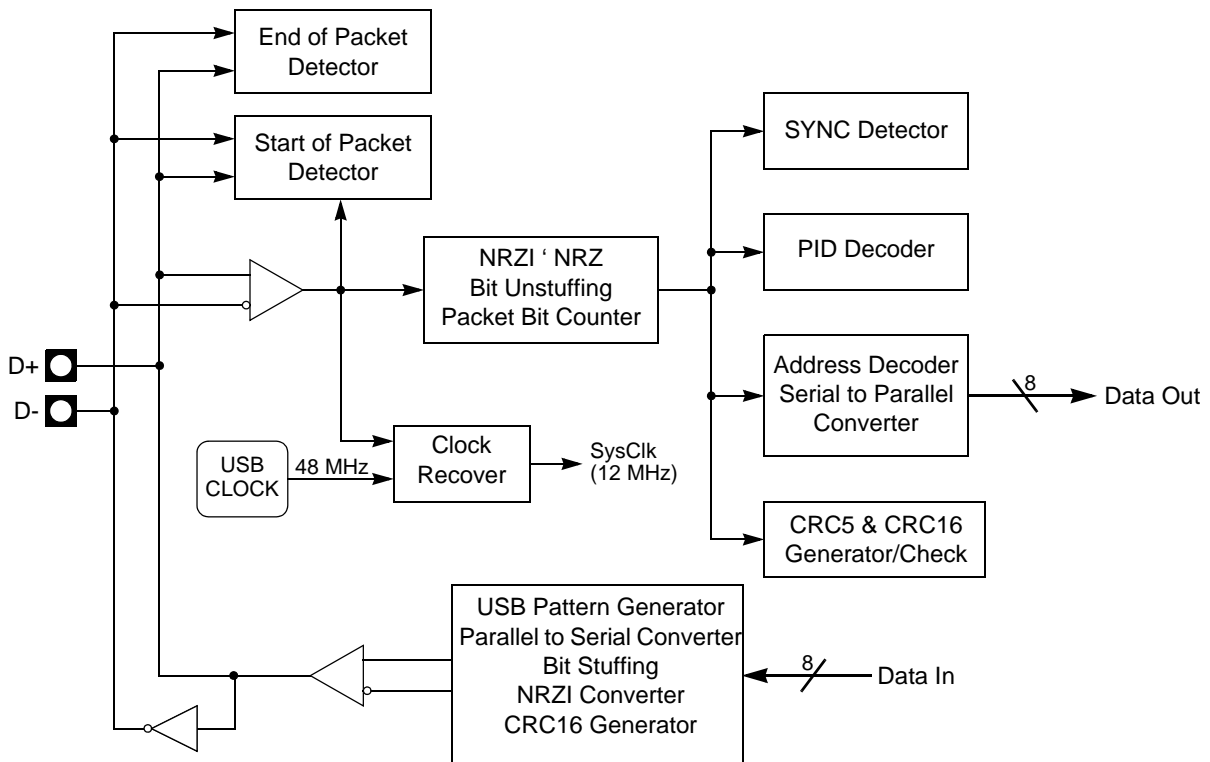 End of Packet
Detector
Start of Packet
Detector
SYNC Detector
PID Decoder
NRZI ‘ NRZ
Bit Unstuffing
Packet Bit Counter
D+
D-
Address Decoder
Serial to Parallel
Converter
8
Data Out
USB
CLOCK
48 MHz
Clock
Recover
SysClk
(12 MHz)
CRC5 & CRC16
Generator/Check
USB Pattern Generator
Parallel to Serial Converter
Bit Stuffing
NRZI Converter
CRC16 Generator
8
Data In